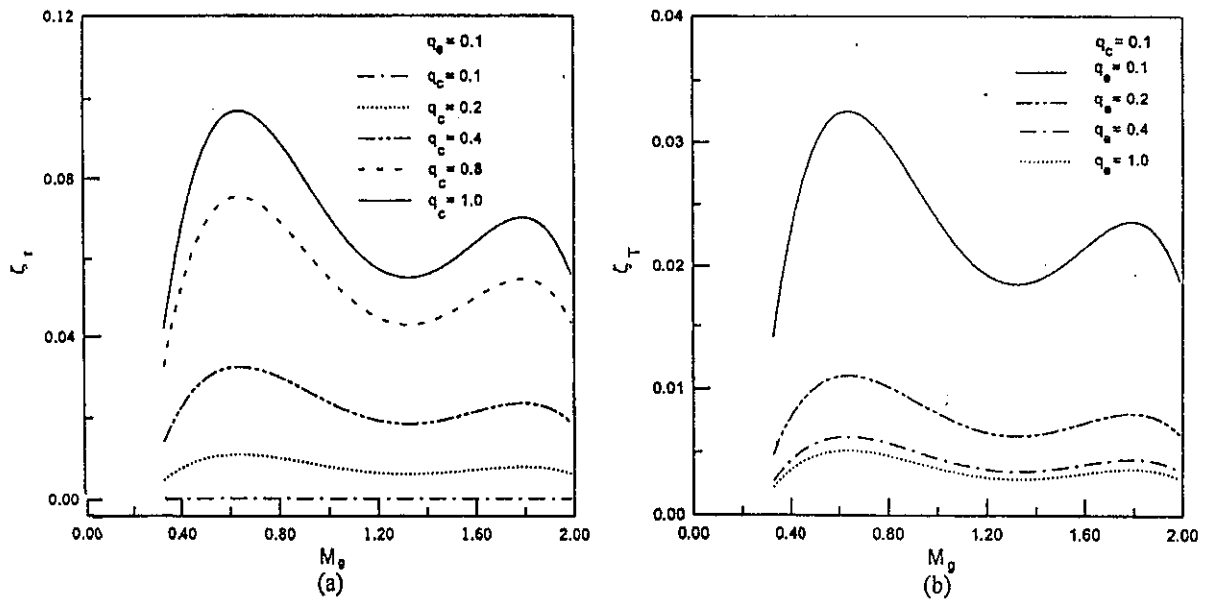 0.12
0.08
0.04
0.00
ζ_T
q_e = 0.1
q_c = 0.1
q_c = 0.2
q_c = 0.4
q_c = 0.8
q_c = 1.0
0.00 0.40 0.80 1.20 1.60 2.00
M_g
(a)
0.04
0.03
0.02
0.01
0.00
ζ_T
q_c = 0.1
q_e = 0.1
q_e = 0.2
q_e = 0.4
q_e = 1.0
0.00 0.40 0.80 1.20 1.60 2.00
M_g
(b)